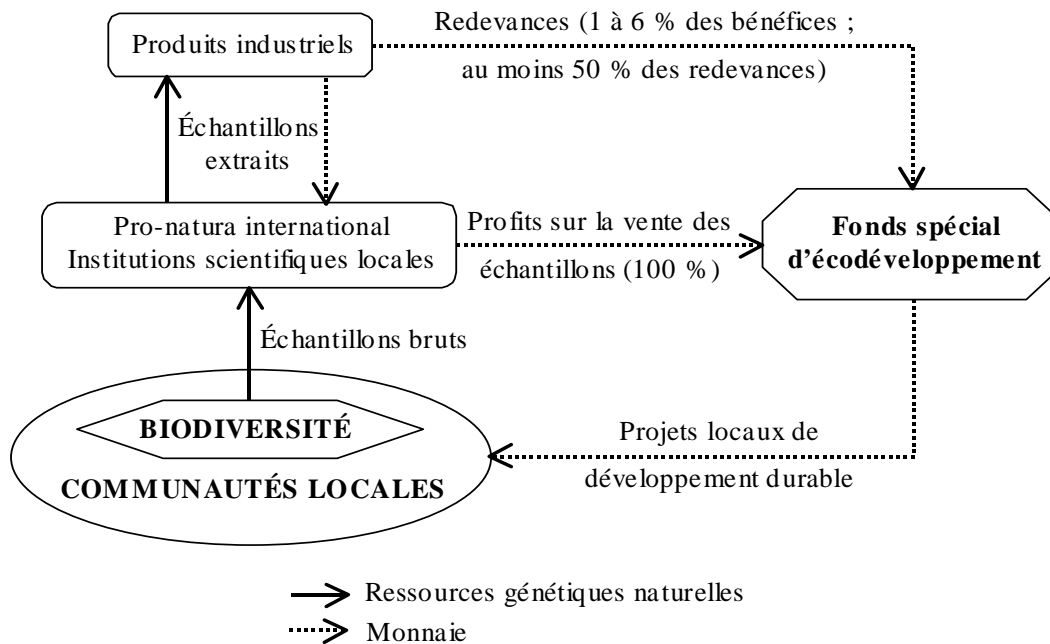 Redevances (1 à 6 % des bénéfices ;
au moins 50 % des redevances)
Produits industriels
Échantillons
extraits
Pro-natura international
Institutions scientifiques locales
Profits sur la vente des
échantillons (100 %)
Fonds spécial
d'écodéveloppement
Échantillons bruts
BIODIVERSITÉ
COMMUNAUTÉS LOCALES
Projets locaux de
développement durable
Ressources génétiques naturelles
Monnaie